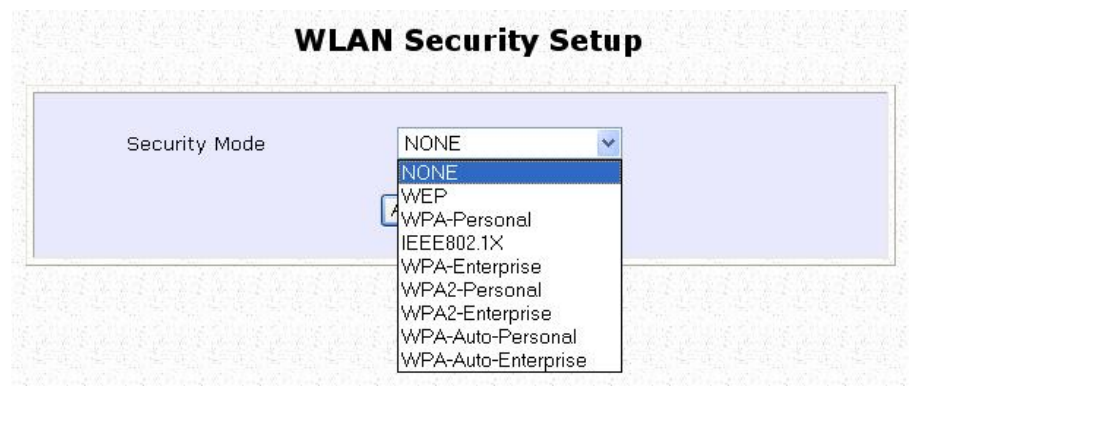 WLAN Security Setup
Security Mode
NONE
NONE
WEP
WPA-Personal
IEEE802.1X
WPA-Enterprise
WPA2-Personal
WPA2-Enterprise
WPA-Auto-Personal
WPA-Auto-Enterprise